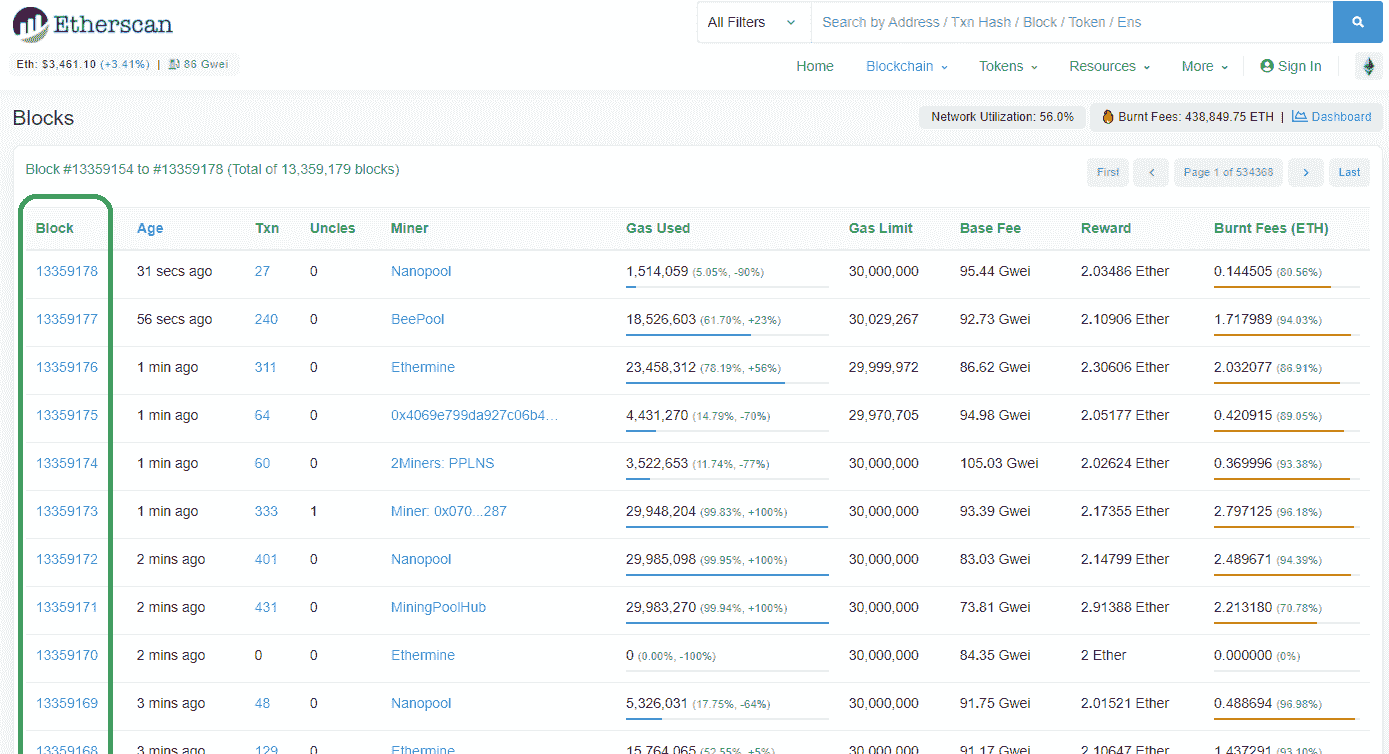 Etherscan
All Filters Search by Address / Txn Hash / Block / Token / Ens
Eth: $3,461.10 (+3.41%) | 86 Gwei
Home Blockchain Tokens Resources More Sign In
Blocks
Network Utilization: 56.0% Burnt Fees: 438,849.75 ETH | Dashboard
Block #13359154 to #13359178 (Total of 13,359,179 blocks)
First < Page 1 of 534368 > Last
Block Age Txn Uncles Miner Gas Used Gas Limit Base Fee Reward Burnt Fees (ETH)
13359178 31 secs ago 27 0 Nanopool 1,514,059 (5.05%, -90%) 30,000,000 95.44 Gwei 2.03486 Ether 0.144505 (80.56%)
13359177 56 secs ago 240 0 BeePool 18,526,603 (61.70%, +23%) 30,029,267 92.73 Gwei 2.10906 Ether 1.717989 (94.03%)
13359176 1 min ago 311 0 Ethermine 23,458,312 (78.19%, +56%) 29,999,972 86.62 Gwei 2.30606 Ether 2.032077 (86.91%)
13359175 1 min ago 64 0 0x4069e799da927c06b4... 4,431,270 (14.79%, -70%) 29,970,705 94.98 Gwei 2.05177 Ether 0.420915 (89.05%)
13359174 1 min ago 60 0 2Miners: PPLNS 3,522,653 (11.74%, -77%) 30,000,000 105.03 Gwei 2.02624 Ether 0.369996 (93.38%)
13359173 1 min ago 333 1 Miner: 0x070...287 29,948,204 (99.83%, +100%) 30,000,000 93.39 Gwei 2.17355 Ether 2.797125 (96.18%)
13359172 2 mins ago 401 0 Nanopool 29,985,098 (99.95%, +100%) 30,000,000 83.03 Gwei 2.14799 Ether 2.489671 (94.39%)
13359171 2 mins ago 431 0 MiningPoolHub 29,983,270 (99.94%, +100%) 30,000,000 73.81 Gwei 2.91388 Ether 2.213180 (70.78%)
13359170 2 mins ago 0 0 Ethermine 0 (0.00%, -100%) 30,000,000 84.35 Gwei 2 Ether 0.000000 (0%)
13359169 3 mins ago 48 0 Nanopool 5,326,031 (17.75%, -64%) 30,000,000 91.75 Gwei 2.01521 Ether 0.488694 (96.98%)
13359168 3 mins ago 129 0 Ethermine 15,764,065 (52.55%, +5%) 30,000,000 91.17 Gwei 2.10647 Ether 1.437291 (93.10%)